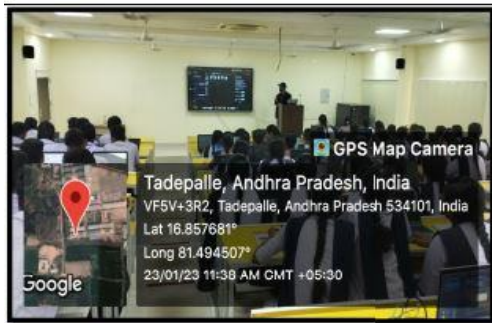 GPS Map Camera
Tadepalle, Andhra Pradesh, India
VF5V+3R2, Tadepalle, Andhra Pradesh 534101, India
Lat 16.857681°
Long 81.494507°
23/01/23 11:38 AM GMT +05:30
Google